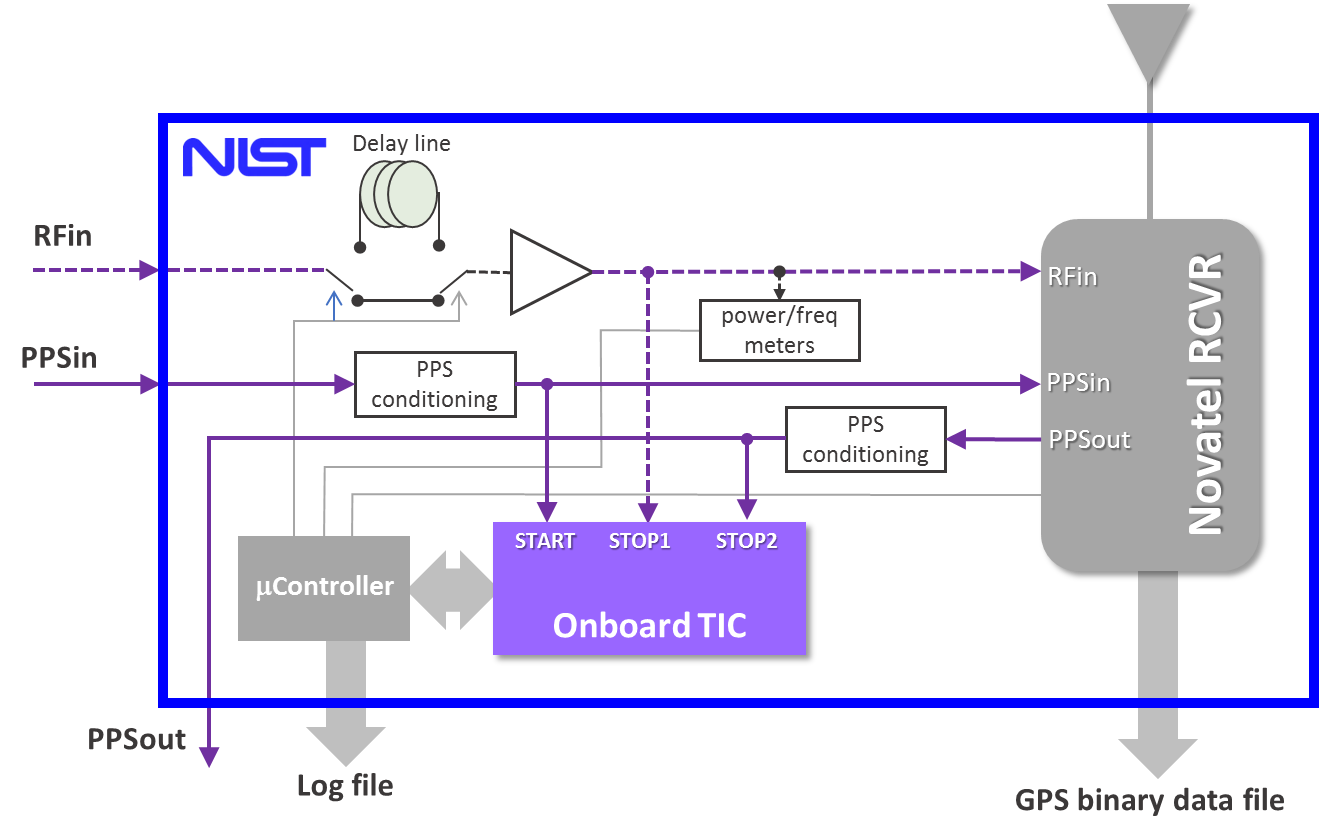 NIST
Delay line
RFin
RFin
power/freq
meters
PPSin
PPS
conditioning
PPSin
PPS
conditioning
PPSout
Novatel RCVR
START
STOP1
STOP2
μController
Onboard TIC
PPSout
Log file
GPS binary data file